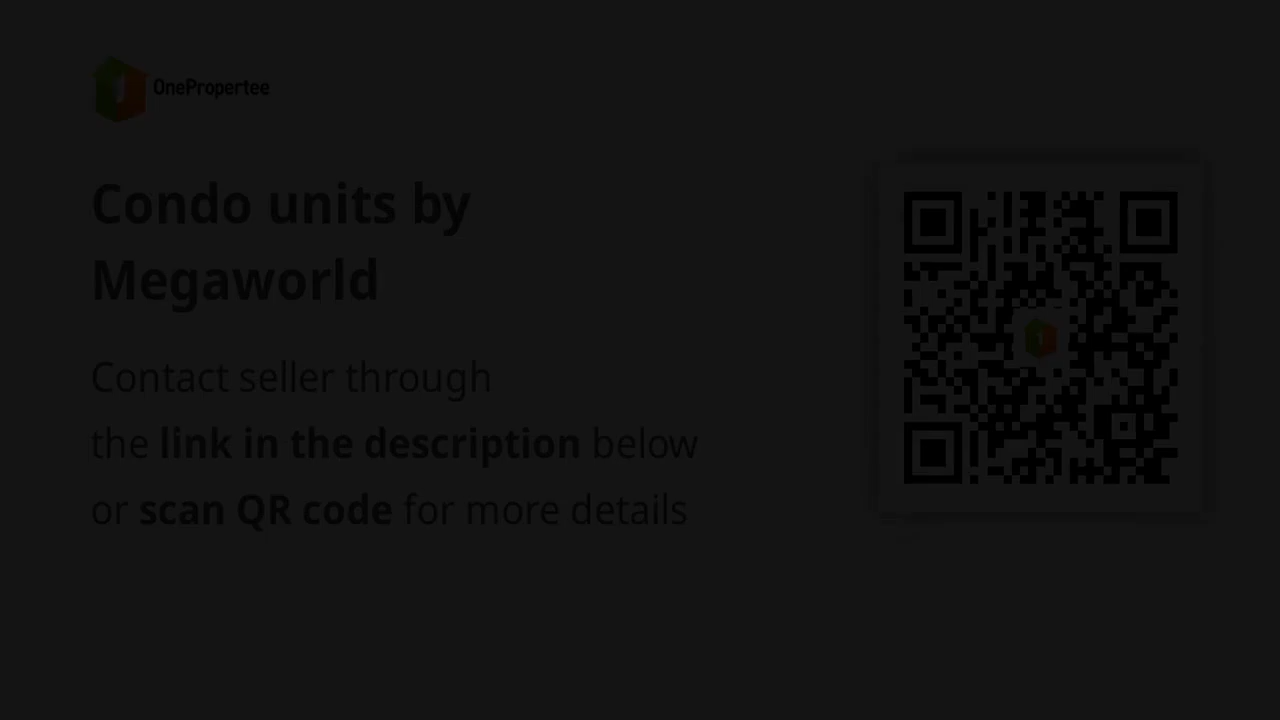 OnePropertee
Condo units by
Megaworld
Contact seller through
the link in the description below
or scan QR code for more details